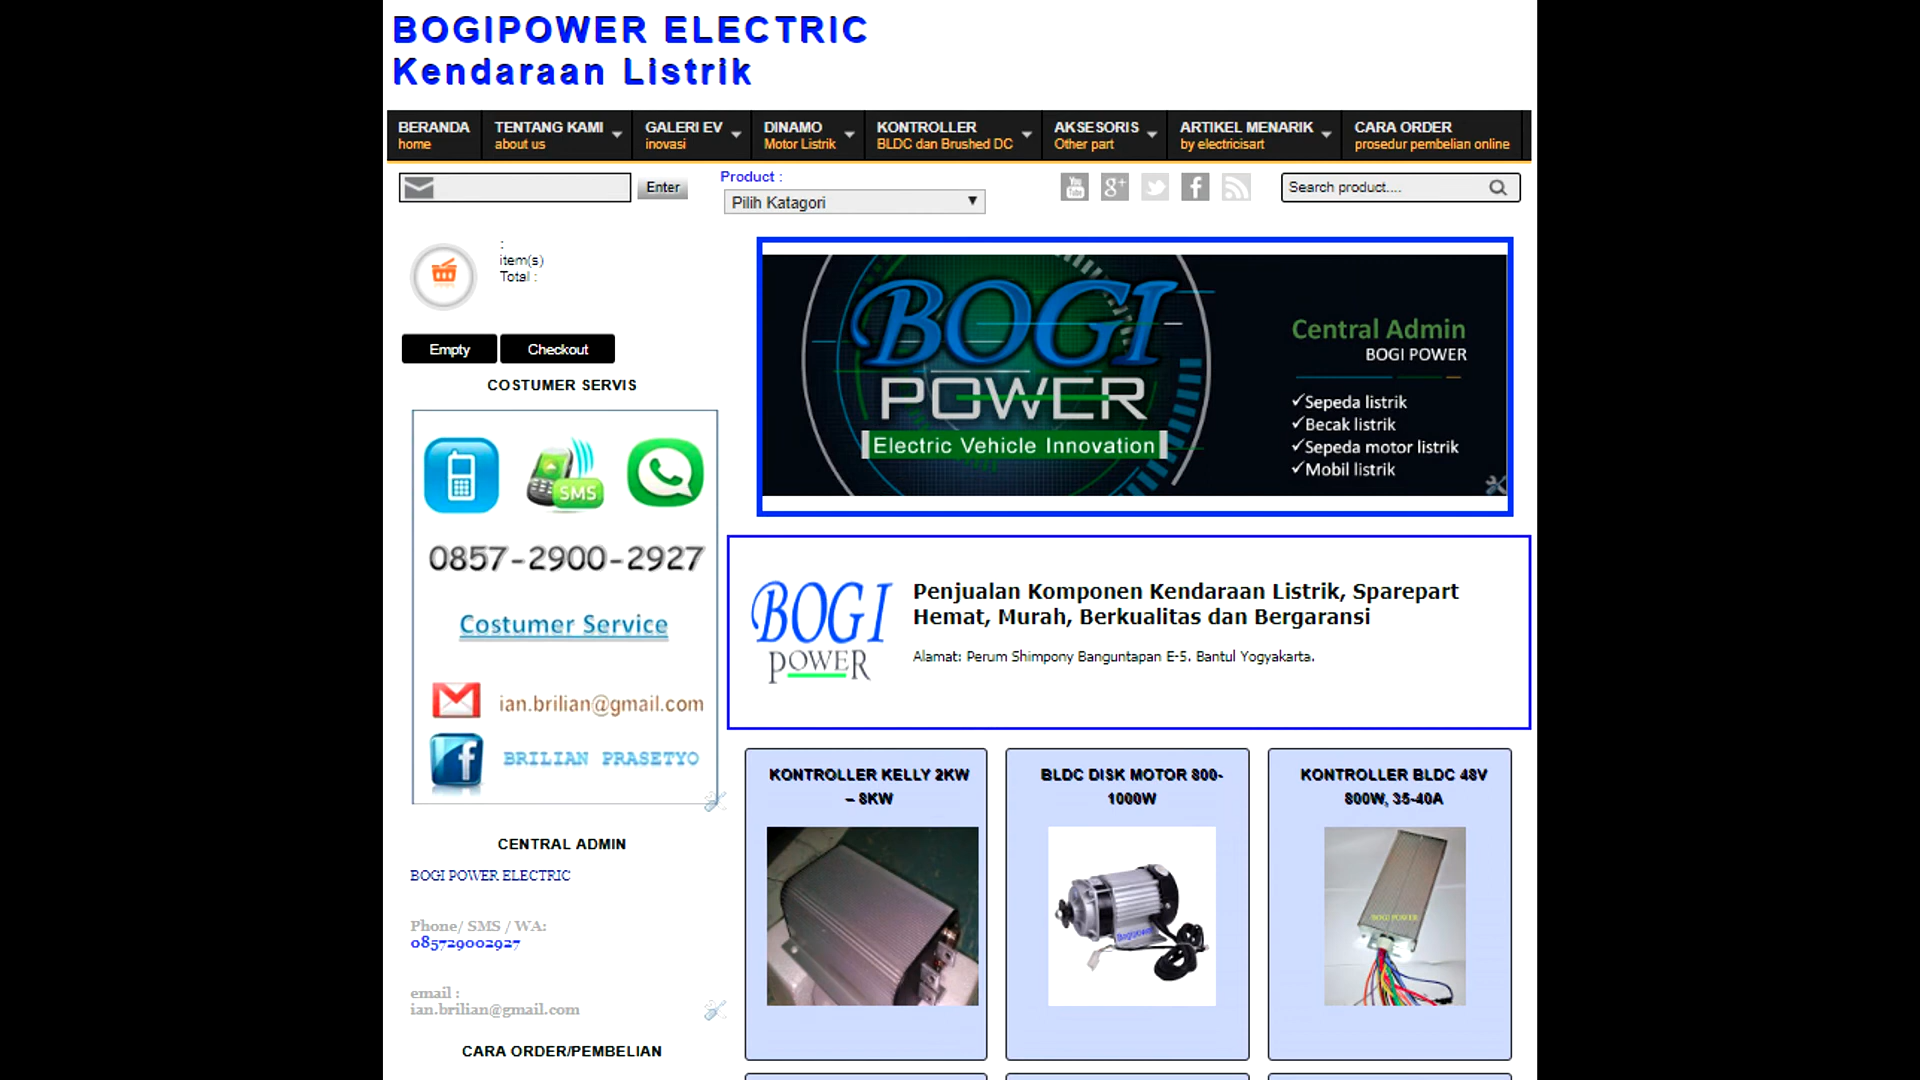 BOGIPOWER ELECTRIC
Kendaraan Listrik
BERANDA
home
TENTANG KAMI
about us
GALERI EV
inovasi
DINAMO
Motor Listrik
KONTROLLER
BLDC dan Brushed DC
AKSESORIS
Other part
ARTIKEL MENARIK
by electricisart
CARA ORDER
prosedur pembelian online
Enter
Product :
Pilih Katagori
You Tube
g+
f
Search product....
:
item(s)
Total :
Empty
Checkout
COSTUMER SERVIS
SMS
0857-2900-2927
Costumer Service
ian.brilian@gmail.com
f
BRILIAN PRASETYO
CENTRAL ADMIN
BOGI POWER ELECTRIC
Phone/ SMS / WA:
085729002927
email :
ian.brilian@gmail.com
CARA ORDER/PEMBELIAN
BOGI
POWER
Electric Vehicle Innovation
Central Admin
BOGI POWER
✓Sepeda listrik
✓Becak listrik
✓Sepeda motor listrik
✓Mobil listrik
BOGI
POWER
Penjualan Komponen Kendaraan Listrik, Sparepart
Hemat, Murah, Berkualitas dan Bergaransi
Alamat: Perum Shimpony Banguntapan E-5. Bantul Yogyakarta.
KONTROLLER KELLY 2KW
– 8KW
BLDC DISK MOTOR 800-
1000W
Bogipower
KONTROLLER BLDC 48V
800W, 35-40A
BOGI POWER